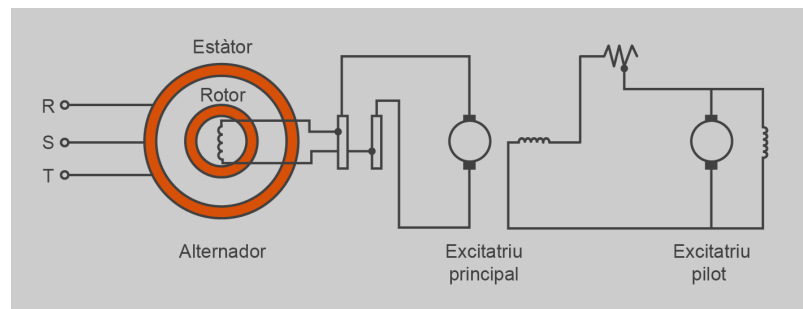 Estàtor
Rotor
R
S
T
Alternador
Excitatriu
principal
Excitatriu
pilot